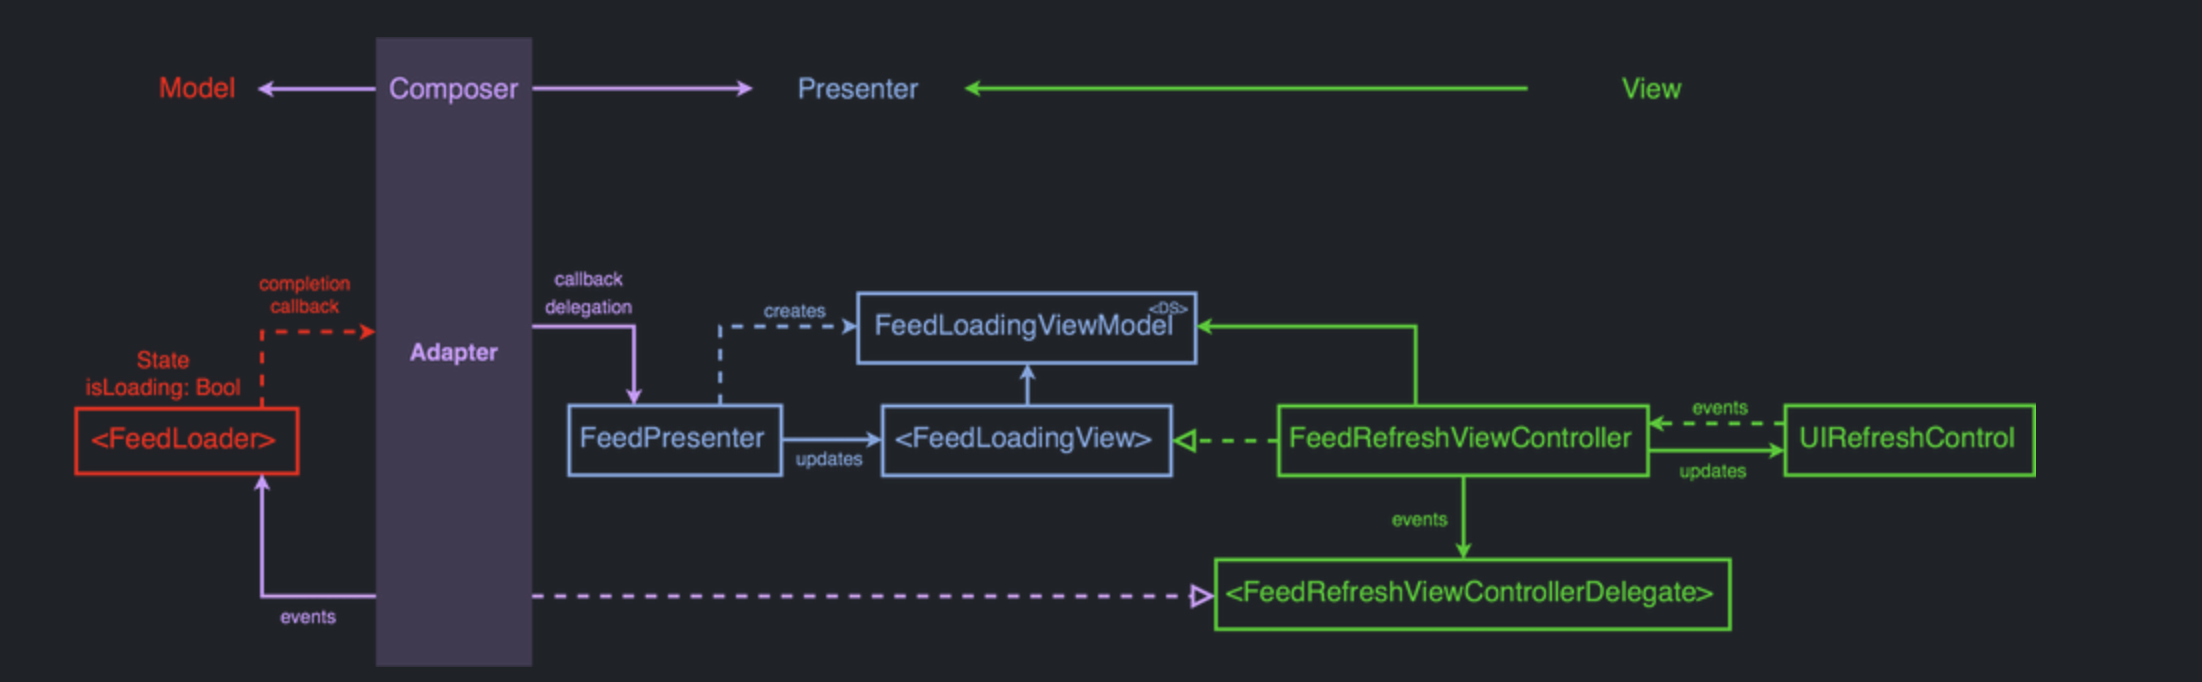 Model
Composer
Presenter
View
completion
callback
callback
delegation
creates
<DS>
FeedLoadingViewModel
Adapter
State
isLoading: Bool
<FeedLoader>
FeedPresenter
updates
<FeedLoadingView>
FeedRefreshViewController
events
updates
UIRefreshControl
events
<FeedRefreshViewControllerDelegate>
events